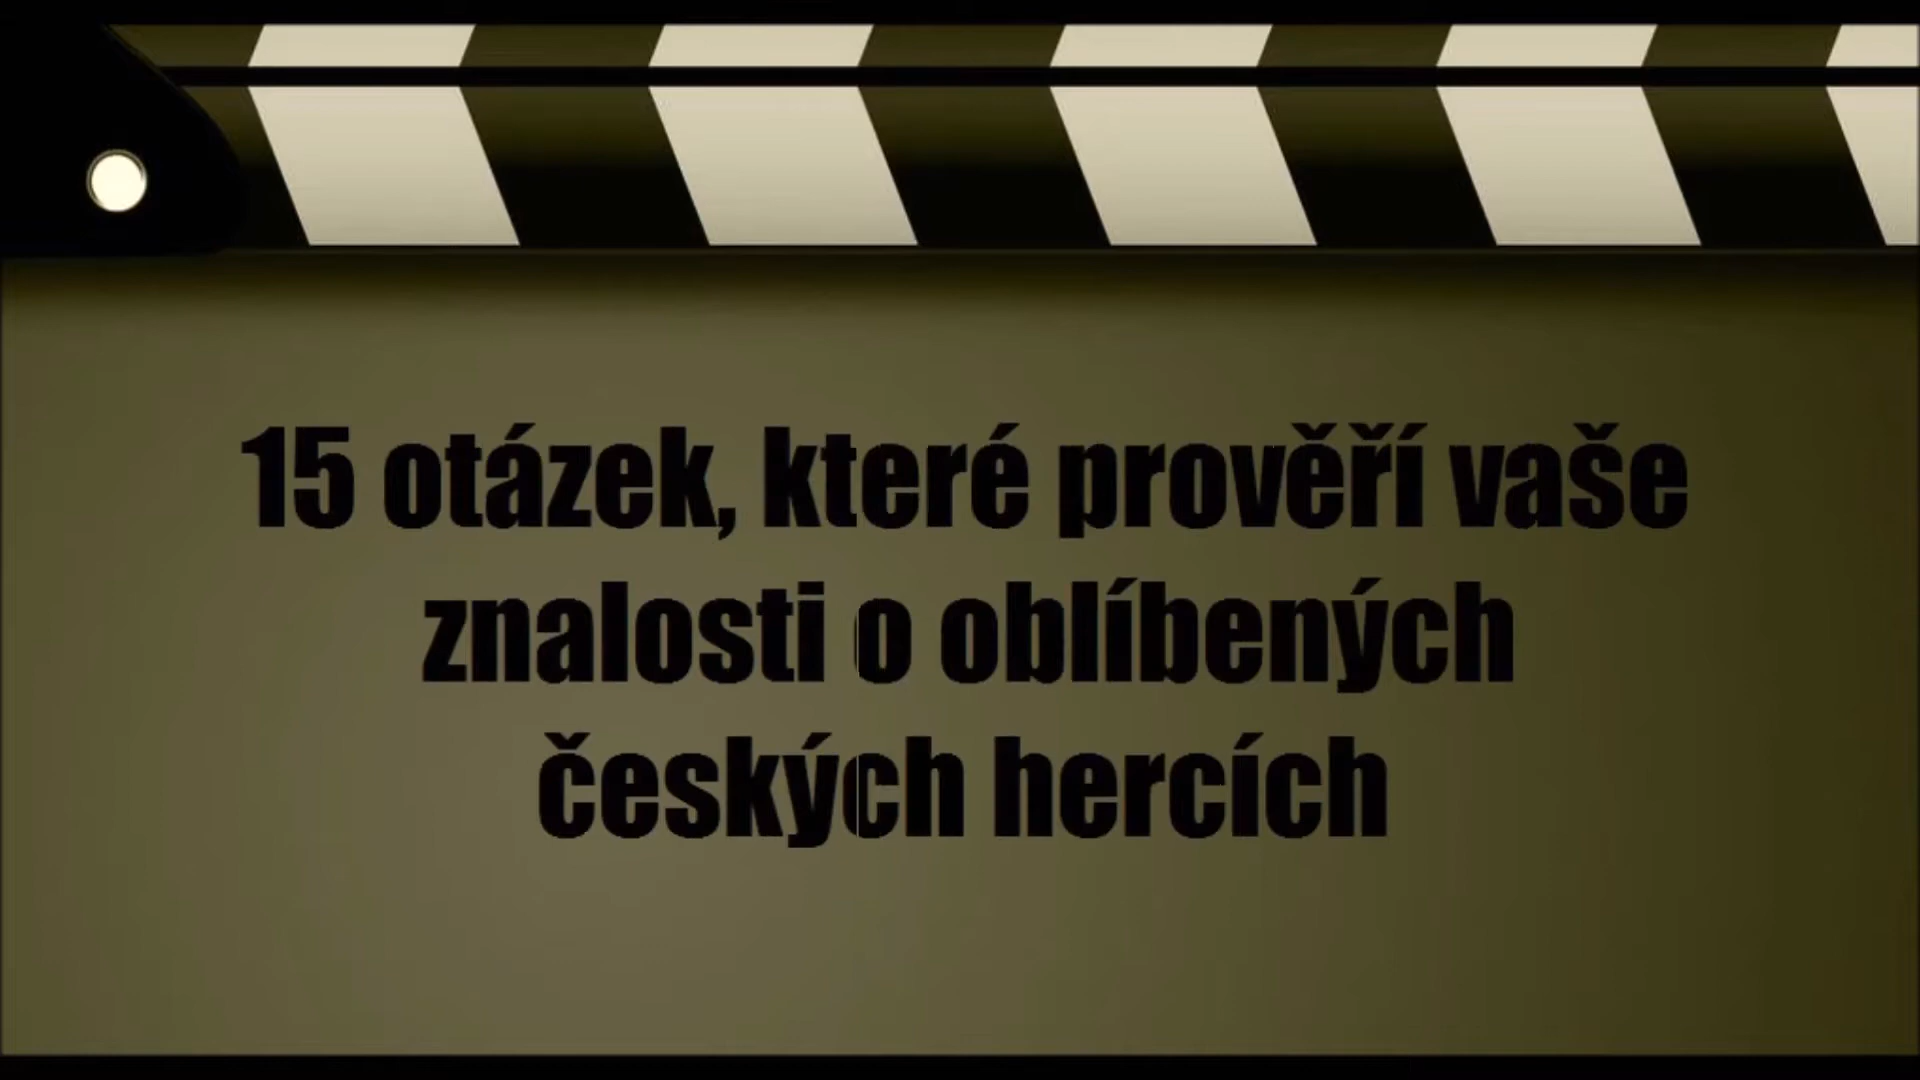 15 otázek, které prověří vaše
znalosti o oblíbených
českých hercích